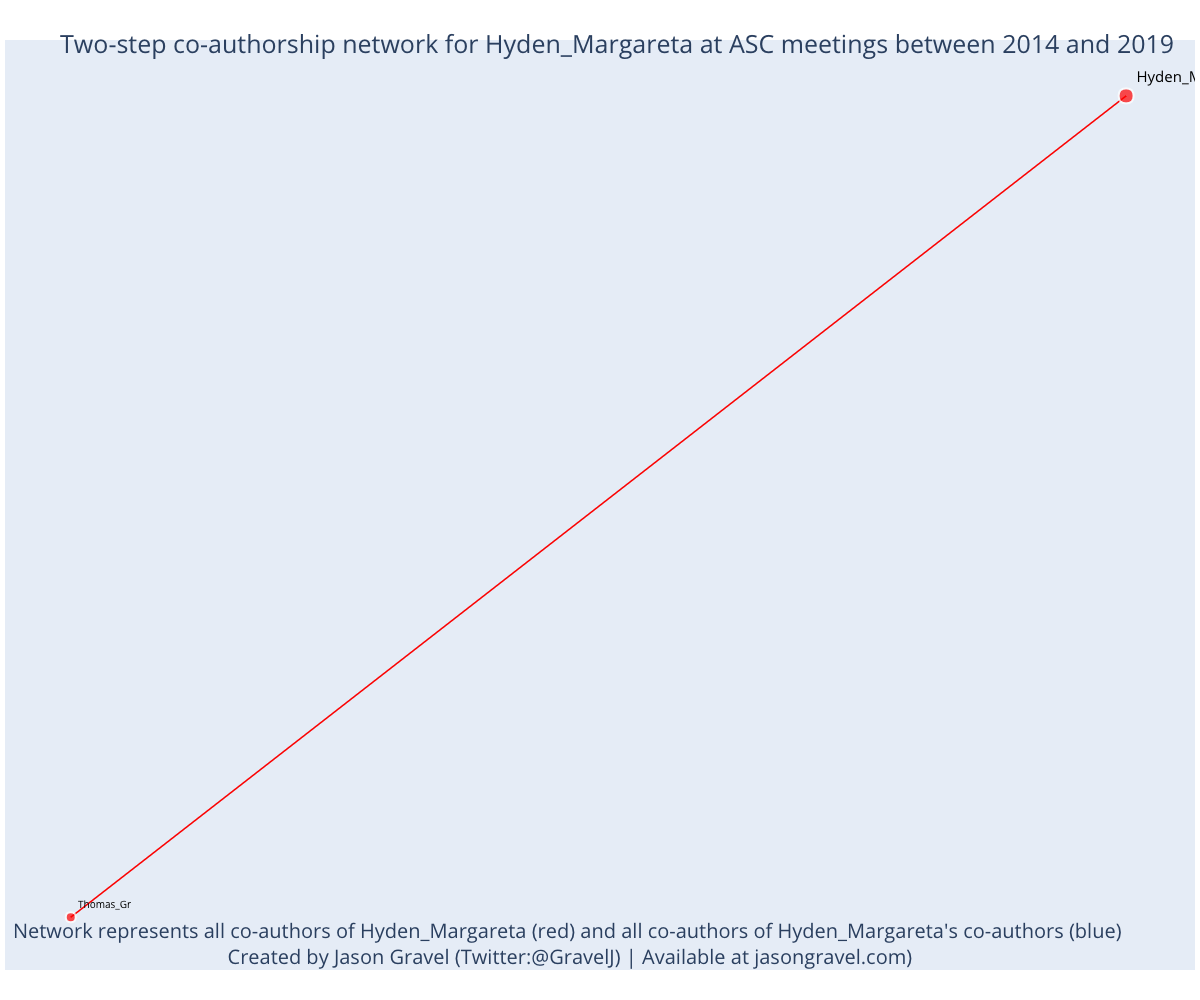 Two-step co-authorship network for Hyden_Margareta at ASC meetings between 2014 and 2019
Hyden_M
Thomas_Gr
Network represents all co-authors of Hyden_Margareta (red) and all co-authors of Hyden_Margareta's co-authors (blue)
Created by Jason Gravel (Twitter:@GravelJ) | Available at jasongravel.com)